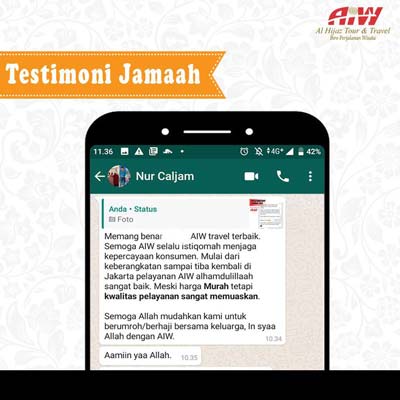 AIW
Al Hijaz Tour & Travel
Biro Perjalanan Wisata
Testimoni Jamaah
11.36
4G+
42%
Nur Caljam
Anda • Status
Foto
Memang benar AIW travel terbaik.
Semoga AIW selalu istiqomah menjaga
kepercayaan konsumen. Mulai dari
keberangkatan sampai tiba kembali di
Jakarta pelayanan AIW alhamdulillaah
sangat baik. Meski harga Murah tetapi
kwalitas pelayanan sangat memuaskan.
Semoga Allah mudahkan kami untuk
berumroh/berhaji bersama keluarga, In syaa
Allah dengan AIW.
10.34
Aamiin yaa Allah. 10.35